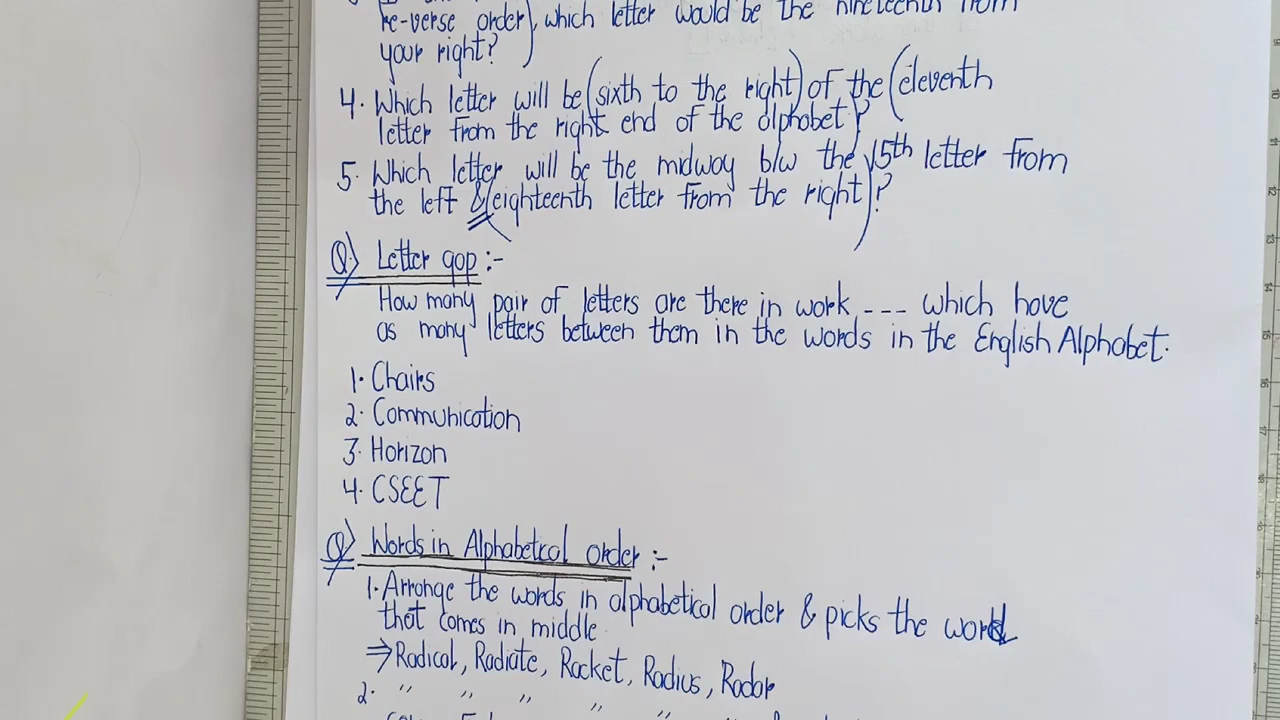 re-verse order), which letter would be the nineteenth from
your right?
4. Which letter will be (sixth to the right) of the (eleventh
letter from the right end of the alphabet)?
5. Which letter will be the midway b/w the 15th letter from
the left & (eighteenth letter from the right)?
Q) Letter gap :-
How many pair of letters are there in work --- which have
as many letters between them in the words in the English Alphabet.
1. Chairs
2. Communication
3. Horizon
4. CSEET
Q) Words in Alphabetical order :-
1. Arrange the words in alphabetical order & picks the word
that comes in middle
⇒ Radical, Radiate, Racket, Radius, Radar
2. " " " " " "